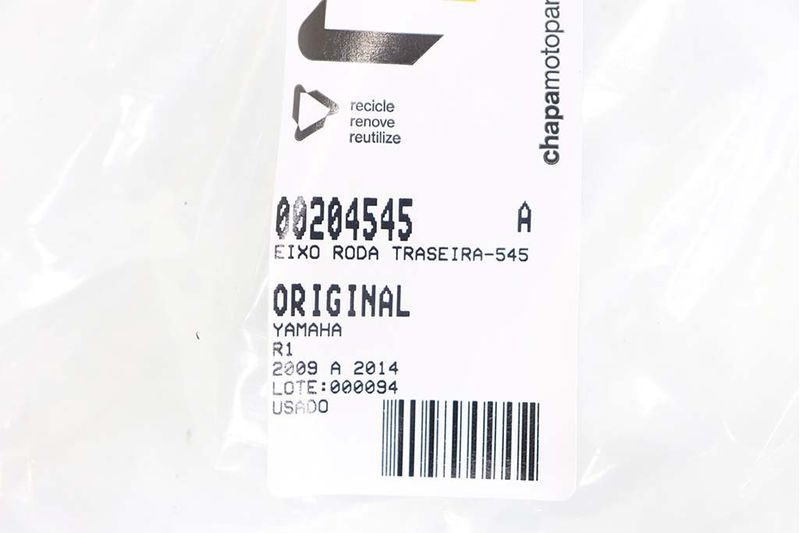 recicle
renove
reutilize
chapamotopar
00204545 A
EIXO RODA TRASEIRA-545
ORIGINAL
YAMAHA
R1
2009 A 2014
LOTE:000094
USADO